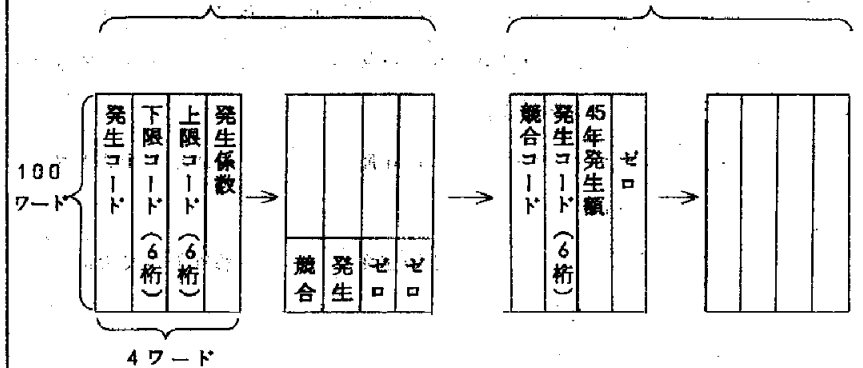 100
ワード
発生コード
下限コード(6桁)
上限コード(6桁)
発生係数
競合
発生
ゼロ
ゼロ
競合コード
発生コード(6桁)
45年発生額
ゼロ
4ワード